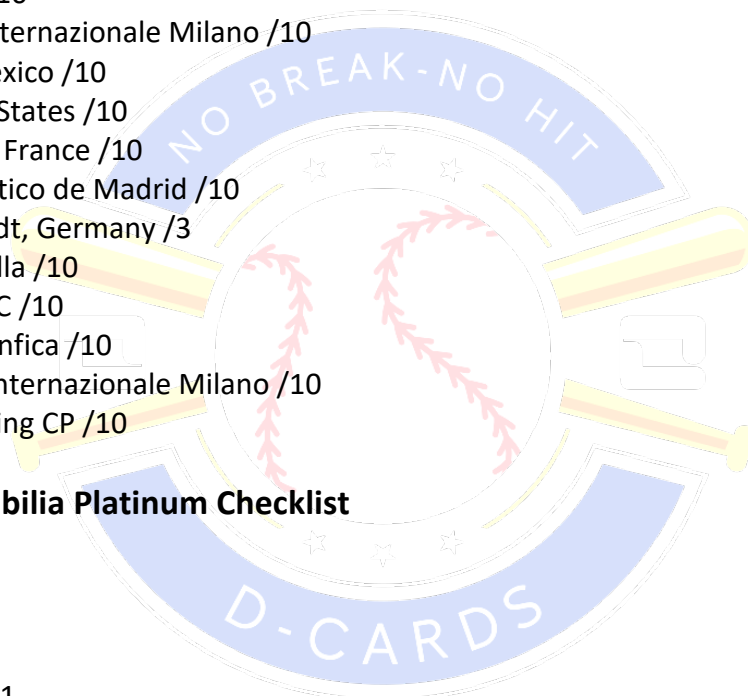 ternazionale Milano /10
exico /10
States /10
France /10
tico de Madrid /10
dt, Germany /3
lla /10
C /10
nfica /10
nternazionale Milano /10
ing CP /10
bilia Platinum Checklist
NO BREAK-NO HIT
D-CARDS